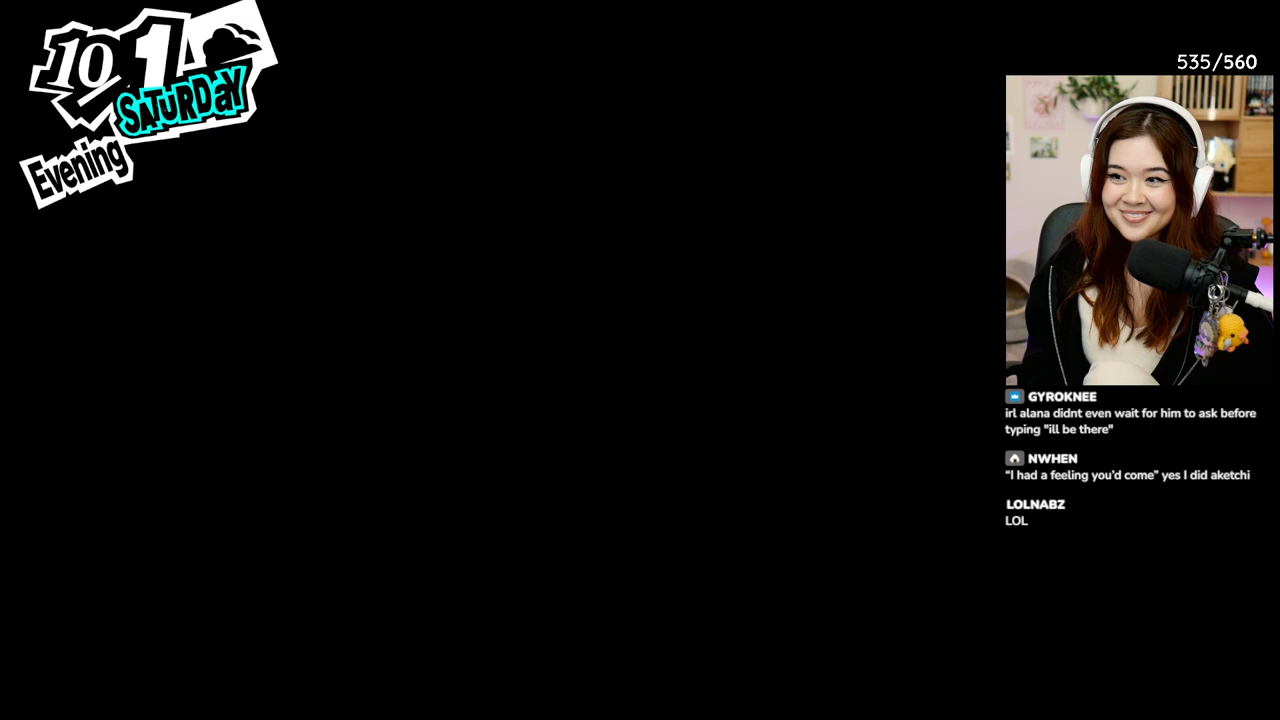 10/1
SATURDaY
Evening
535/560
GYROKNEE
irl alana didnt even wait for him to ask before
typing "ill be there"
NWHEN
“I had a feeling you’d come” yes I did aketchi
LOLNABZ
LOL